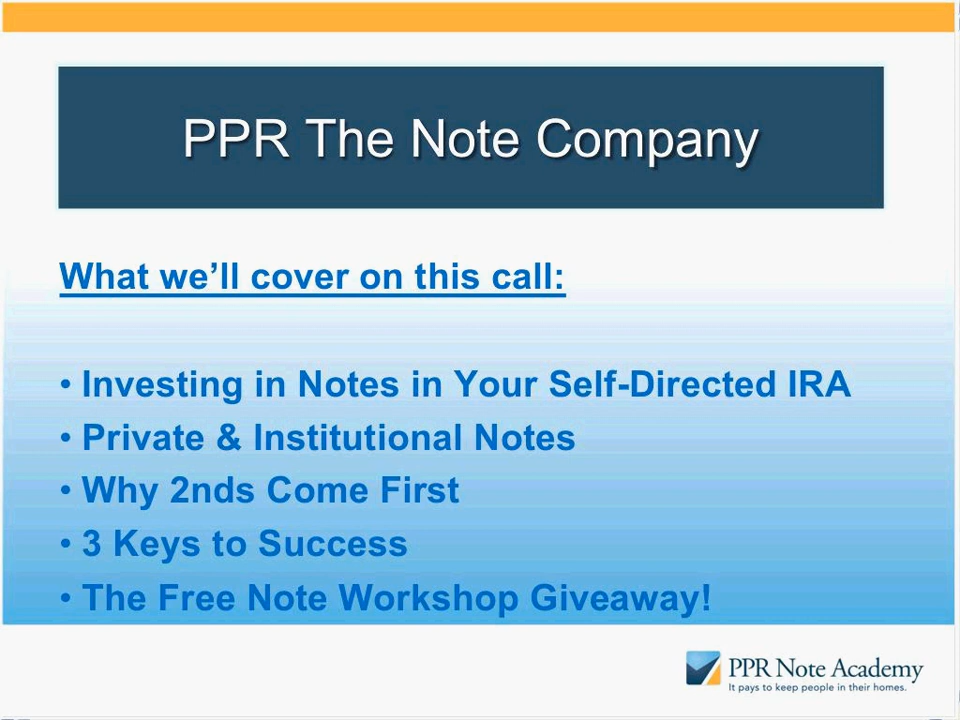 PPR The Note Company
What we’ll cover on this call:
• Investing in Notes in Your Self-Directed IRA
• Private & Institutional Notes
• Why 2nds Come First
• 3 Keys to Success
• The Free Note Workshop Giveaway!
PPR Note Academy
It pays to keep people in their homes.